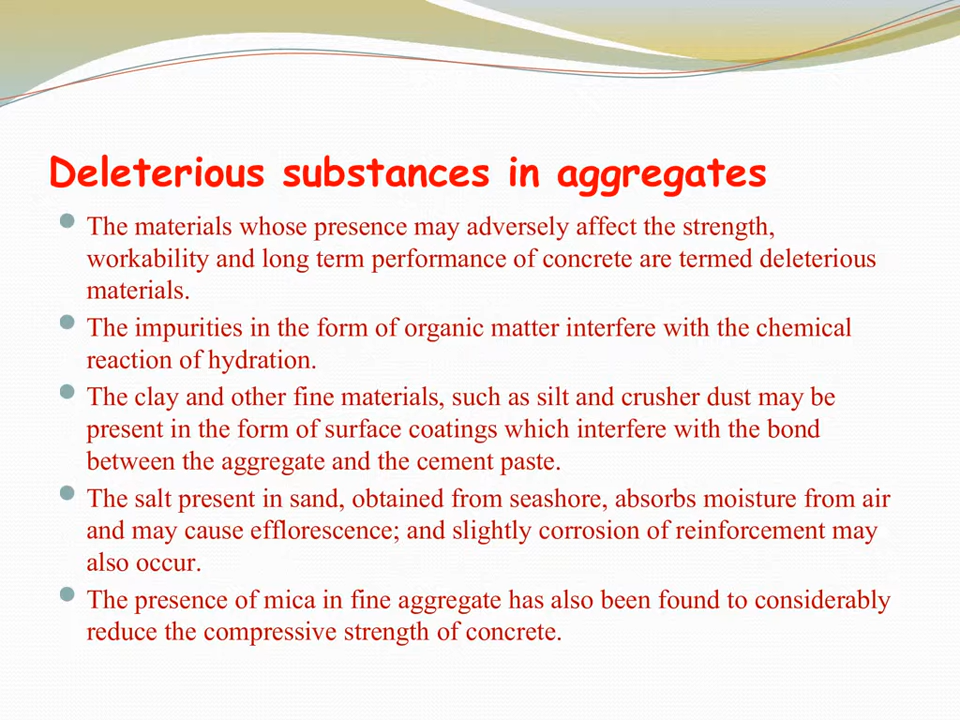 Deleterious substances in aggregates
The materials whose presence may adversely affect the strength,
workability and long term performance of concrete are termed deleterious
materials.
The impurities in the form of organic matter interfere with the chemical
reaction of hydration.
The clay and other fine materials, such as silt and crusher dust may be
present in the form of surface coatings which interfere with the bond
between the aggregate and the cement paste.
The salt present in sand, obtained from seashore, absorbs moisture from air
and may cause efflorescence; and slightly corrosion of reinforcement may
also occur.
The presence of mica in fine aggregate has also been found to considerably
reduce the compressive strength of concrete.